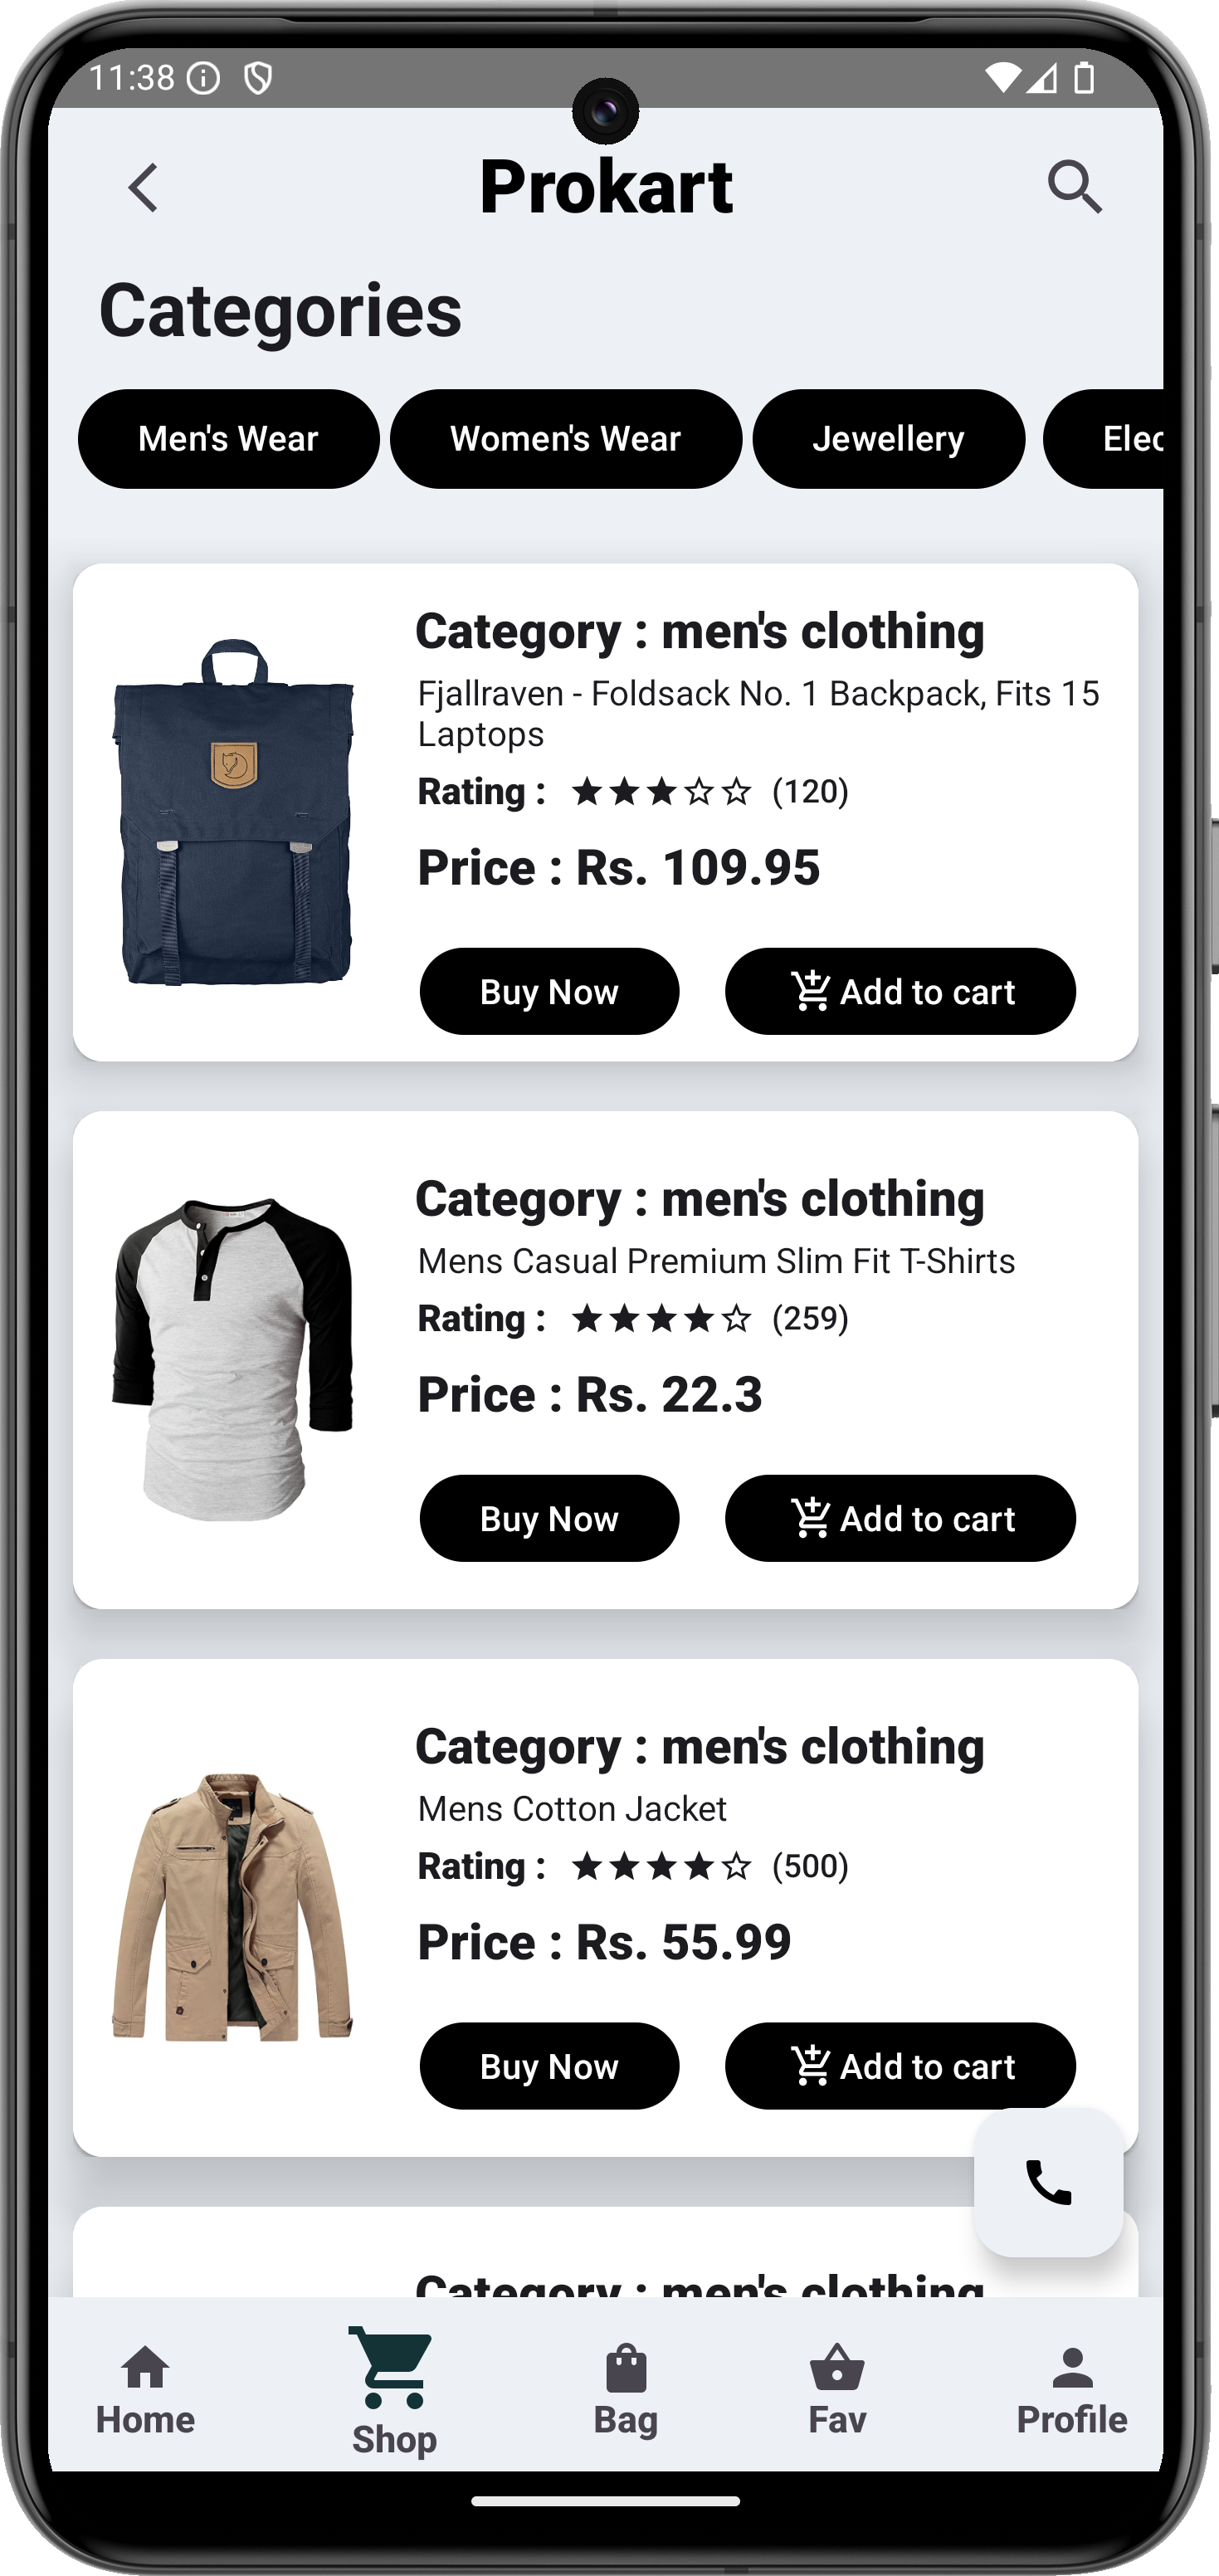 11:38
Prokart
Categories
Men's Wear
Women's Wear
Jewellery
Elec
Category : men's clothing
Fjallraven - Foldsack No. 1 Backpack, Fits 15
Laptops
Rating : (120)
Price : Rs. 109.95
Buy Now
Add to cart
Category : men's clothing
Mens Casual Premium Slim Fit T-Shirts
Rating : (259)
Price : Rs. 22.3
Buy Now
Add to cart
Category : men's clothing
Mens Cotton Jacket
Rating : (500)
Price : Rs. 55.99
Buy Now
Add to cart
Category : men's clothing
Home
Shop
Bag
Fav
Profile